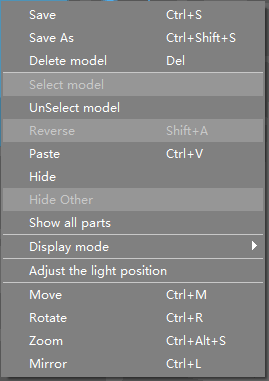 Save Ctrl+S
Save As Ctrl+Shift+S
Delete model Del
Select model
UnSelect model
Reverse Shift+A
Paste Ctrl+V
Hide
Hide Other
Show all parts
Display mode
Adjust the light position
Move Ctrl+M
Rotate Ctrl+R
Zoom Ctrl+Alt+S
Mirror Ctrl+L